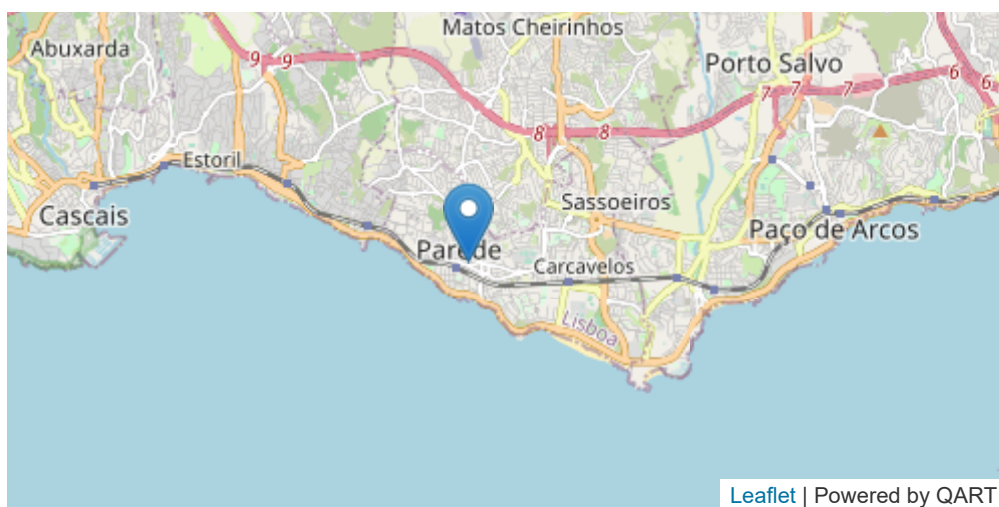 Matos Cheirinhos
Abuxarda
9
9
Porto Salvo
6
6
7
7
7
8
8
Estoril
Cascais
Sassoeiros
Paço de Arcos
Parede
Carcavelos
Lisboa
Leaflet | Powered by QART